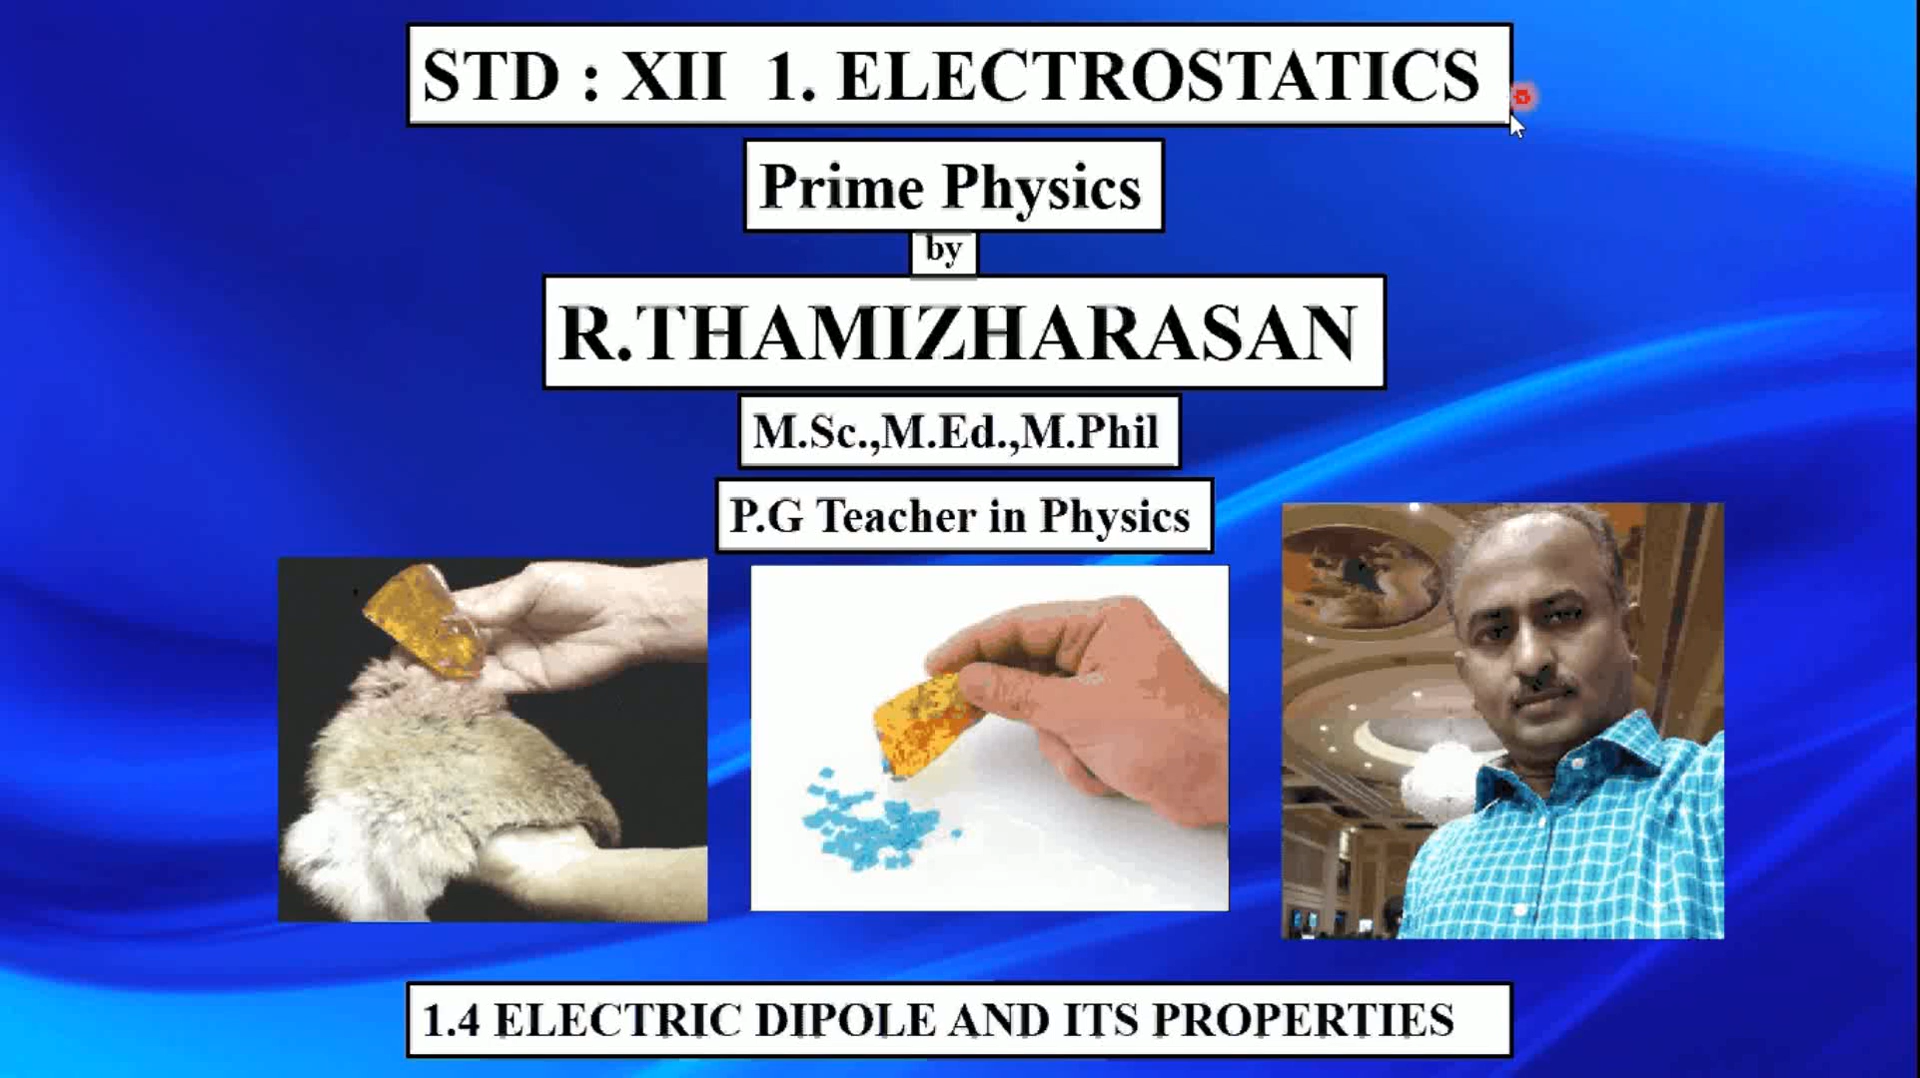 STD : XII 1. ELECTROSTATICS
Prime Physics
by
R.THAMIZHARASAN
M.Sc.,M.Ed.,M.Phil
P.G Teacher in Physics
1.4 ELECTRIC DIPOLE AND ITS PROPERTIES